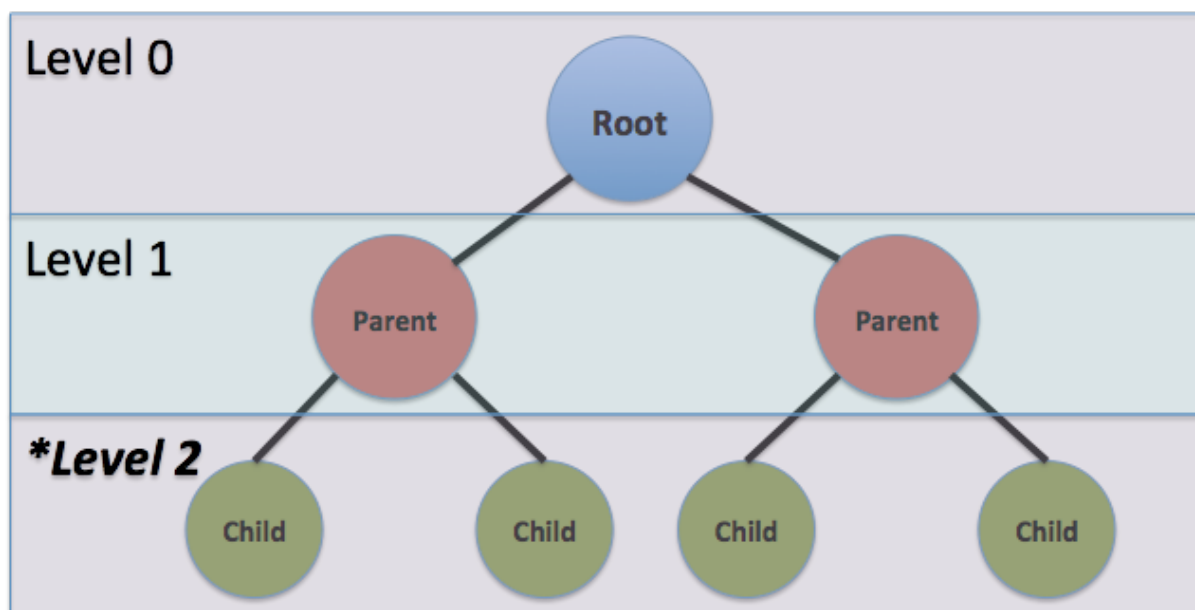 Level 0
Root
Level 1
Parent Parent
*Level 2
Child Child Child Child